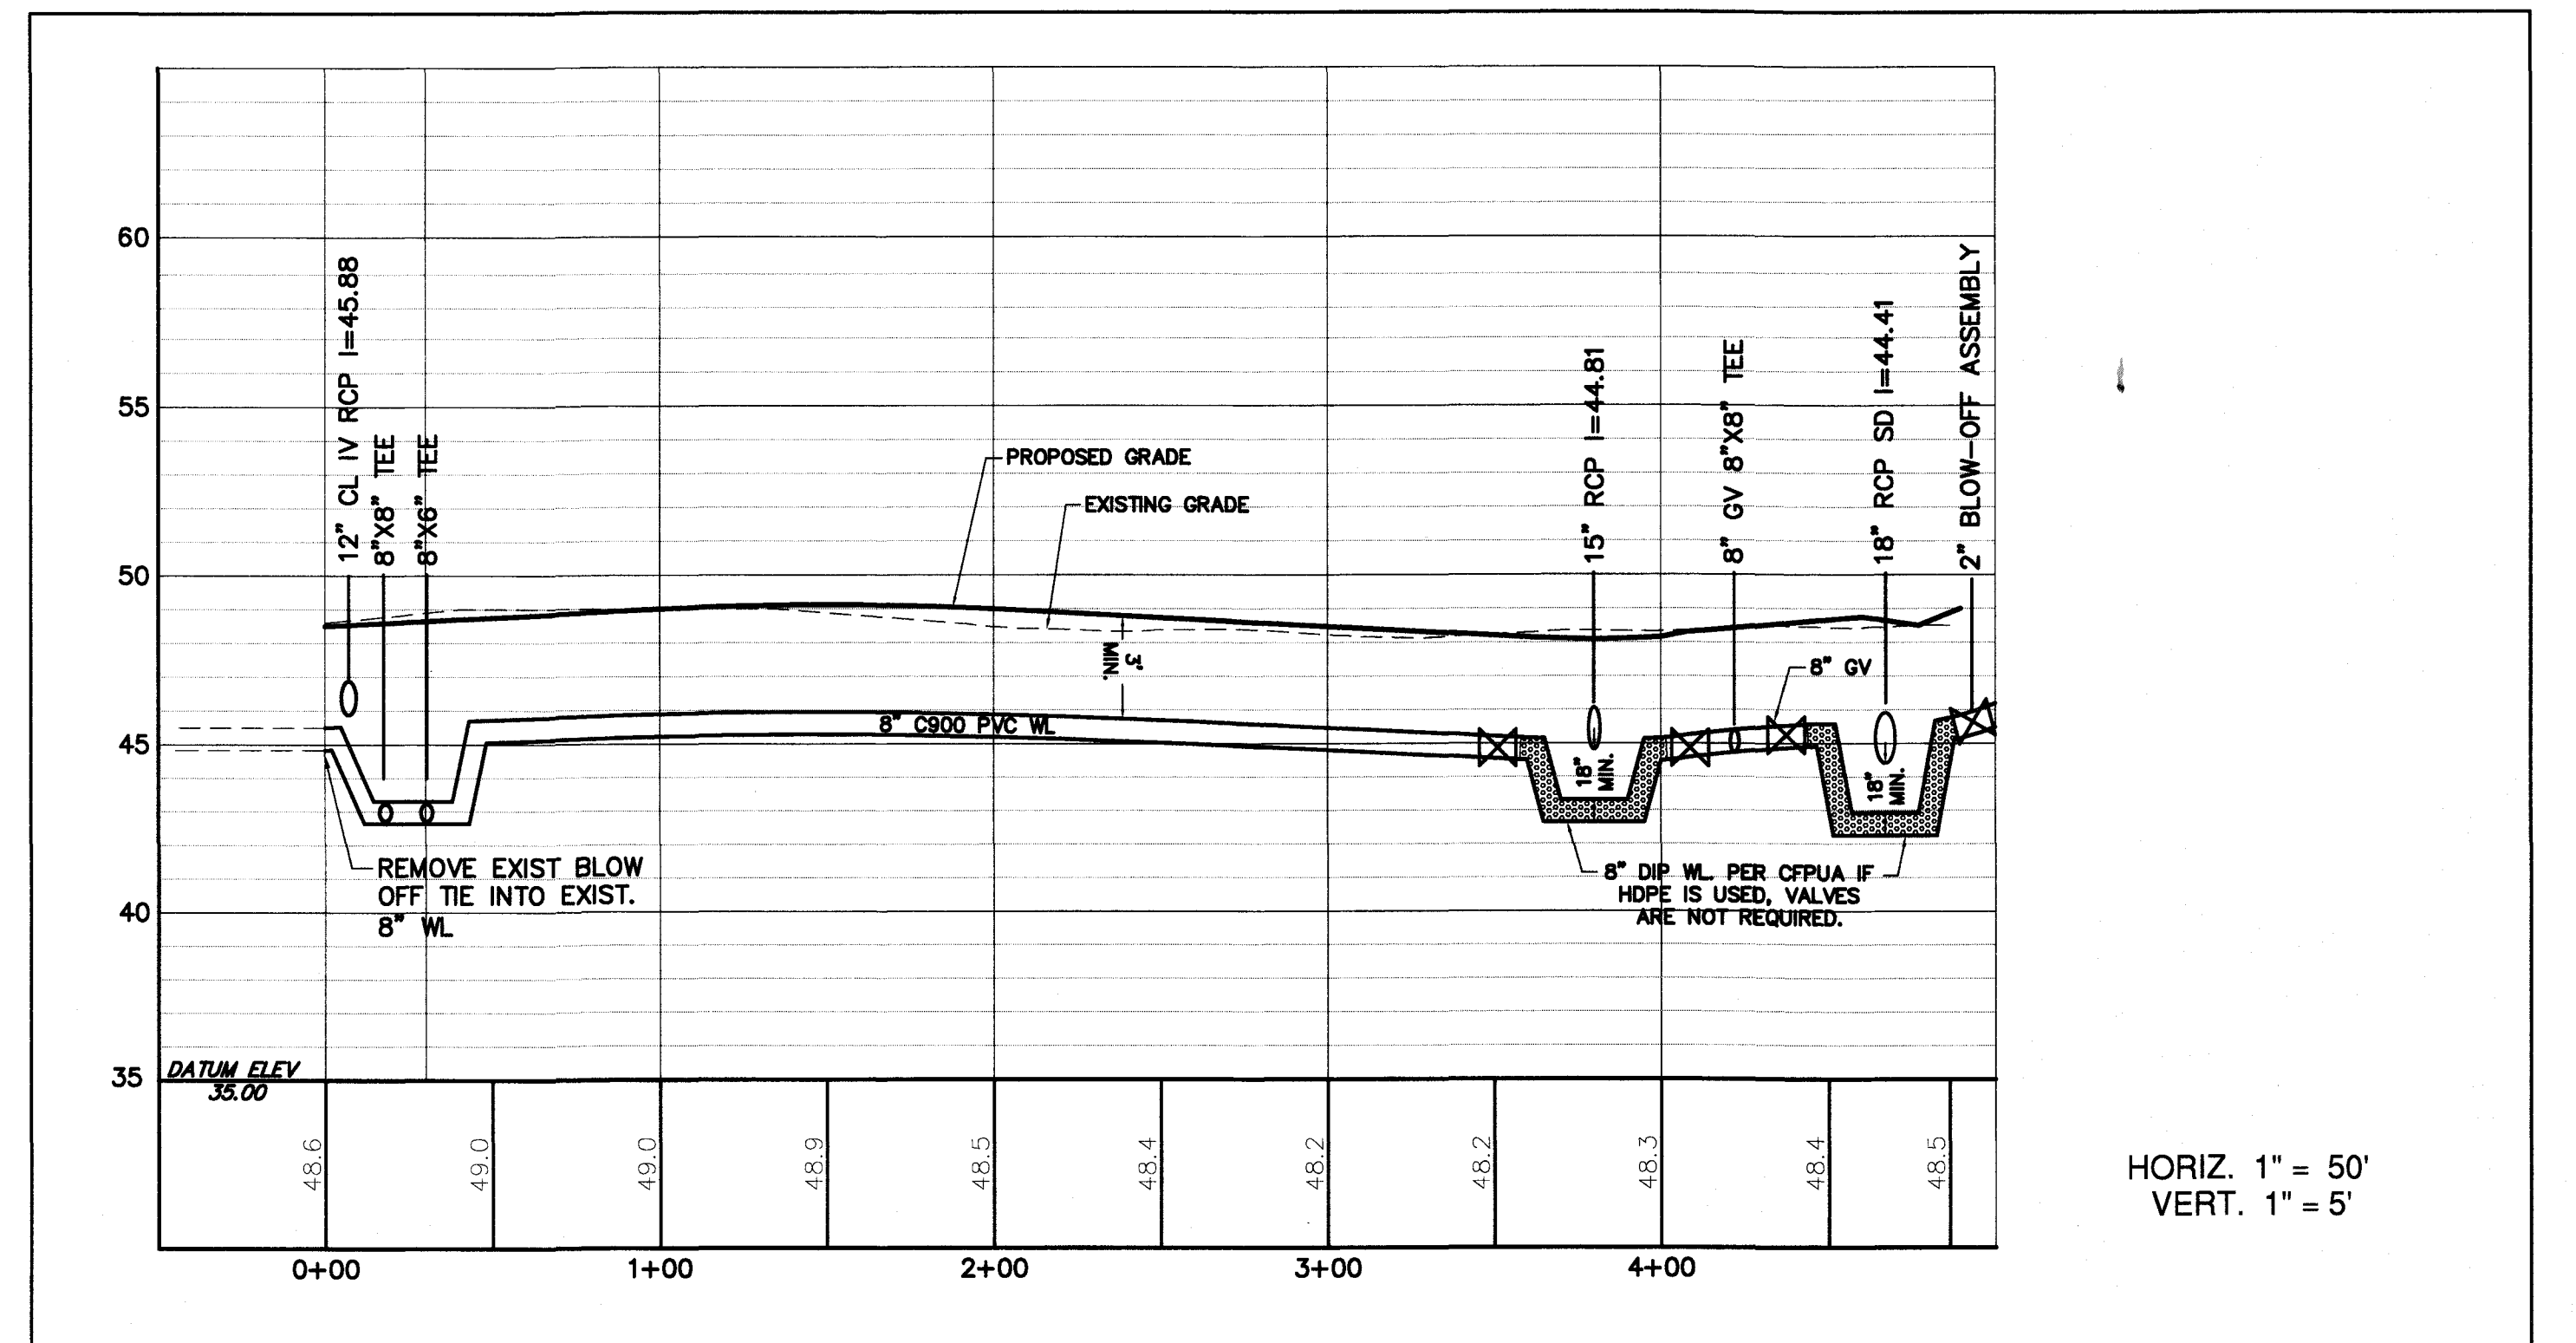 60
55
50
45
40
35
12" CL IV RCP I=45.88
8"X8" TEE
8"X6" TEE
PROPOSED GRADE
EXISTING GRADE
3'
MIN.
8" C900 PVC WL
15" RCP I=44.81
8" GV 8"X8" TEE
18" RCP SD I=44.41
2" BLOW-OFF ASSEMBLY
8" GV
18"
MIN.
18"
MIN.
REMOVE EXIST BLOW
OFF TIE INTO EXIST.
8" WL
8" DIP WL. PER CFPUA IF
HDPE IS USED, VALVES
ARE NOT REQUIRED.
DATUM ELEV
35.00
48.6
49.0
49.0
48.9
48.5
48.4
48.2
48.2
48.3
48.4
48.5
0+00
1+00
2+00
3+00
4+00
HORIZ. 1" = 50'
VERT. 1" = 5'